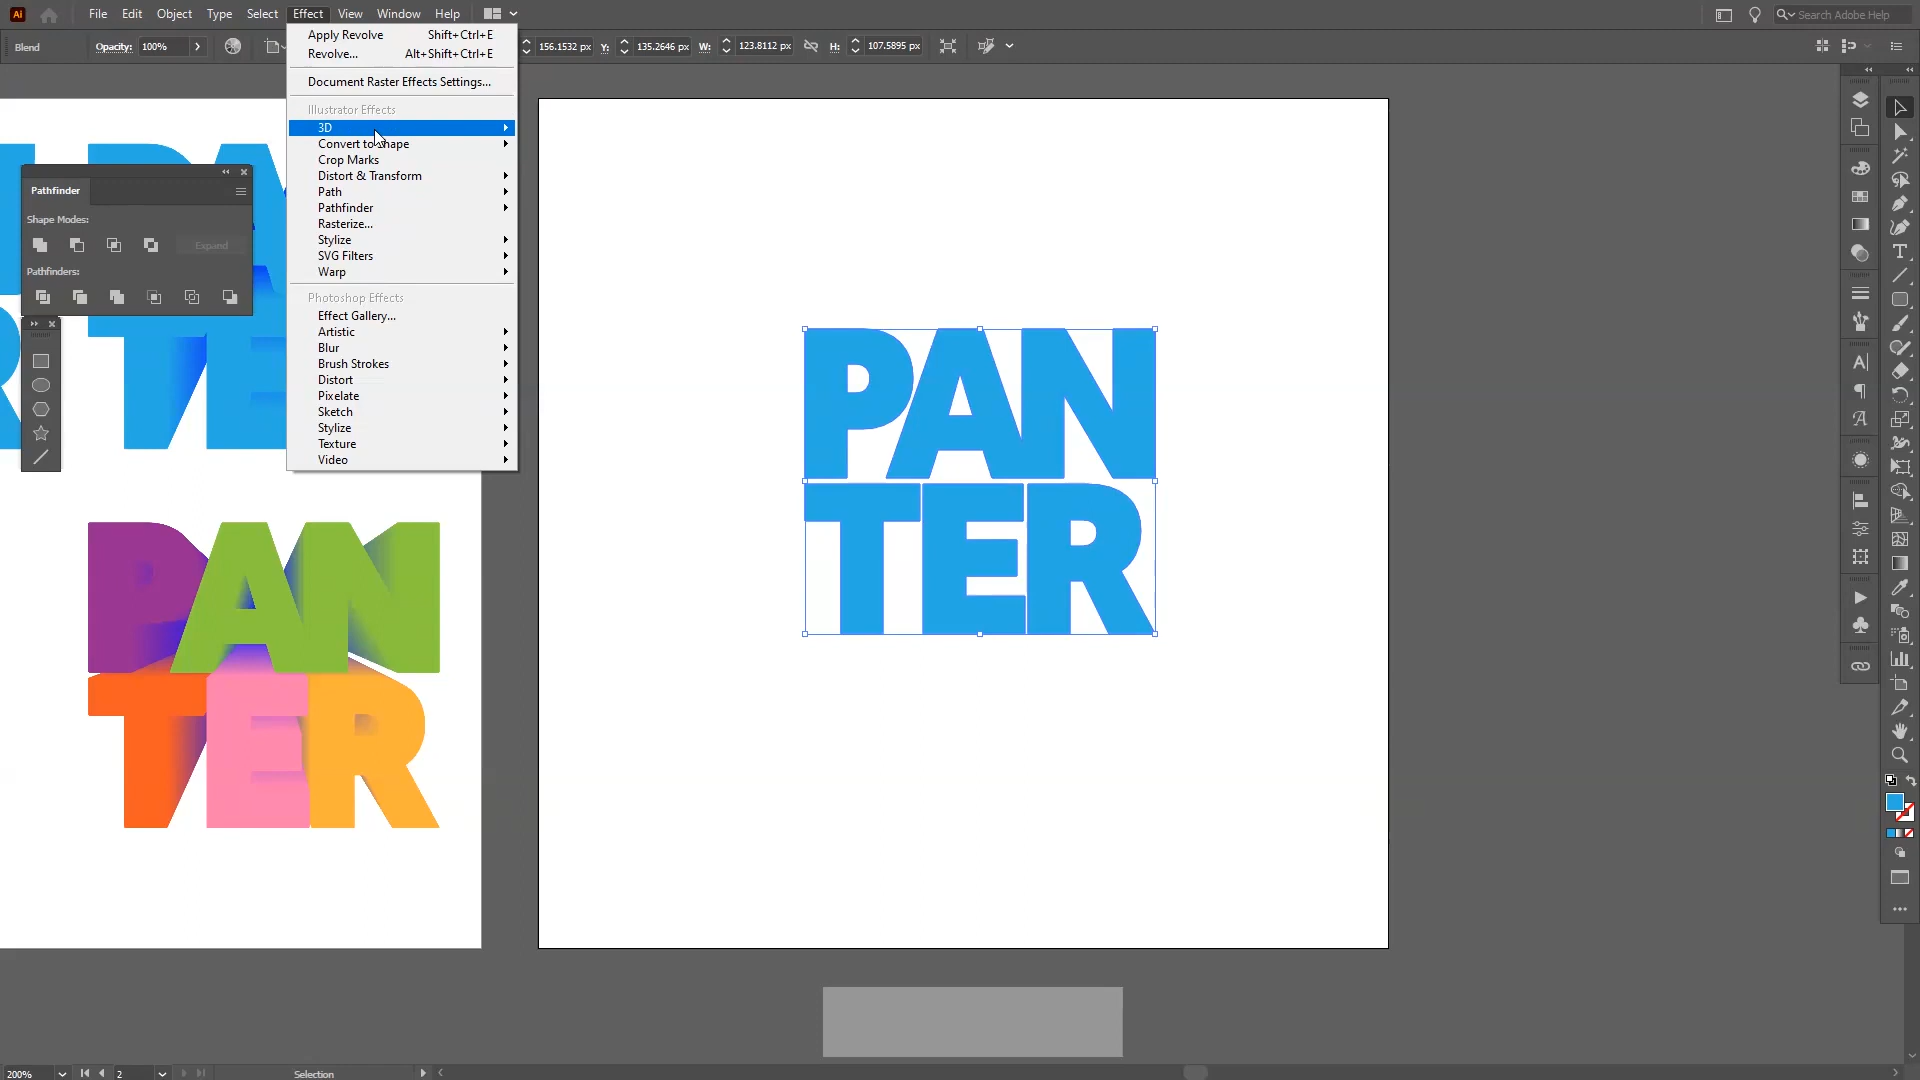 Ai File Edit Object Type Select Effect View Window Help Search Adobe Help
Blend Opacity: 100% 156.1532 px Y: 135.2646 px W: 123.8112 px H: 107.5895 px
Apply Revolve Shift+Ctrl+E
Revolve... Alt+Shift+Ctrl+E
Document Raster Effects Settings...
Illustrator Effects
3D
Convert to Shape
Crop Marks
Distort & Transform
Path
Pathfinder
Rasterize...
Stylize
SVG Filters
Warp
Photoshop Effects
Effect Gallery...
Artistic
Blur
Brush Strokes
Distort
Pixelate
Sketch
Stylize
Texture
Video
Pathfinder
Shape Modes:
Expand
Pathfinders:
PAN
TER
PAN
TER
200% 2 Selection